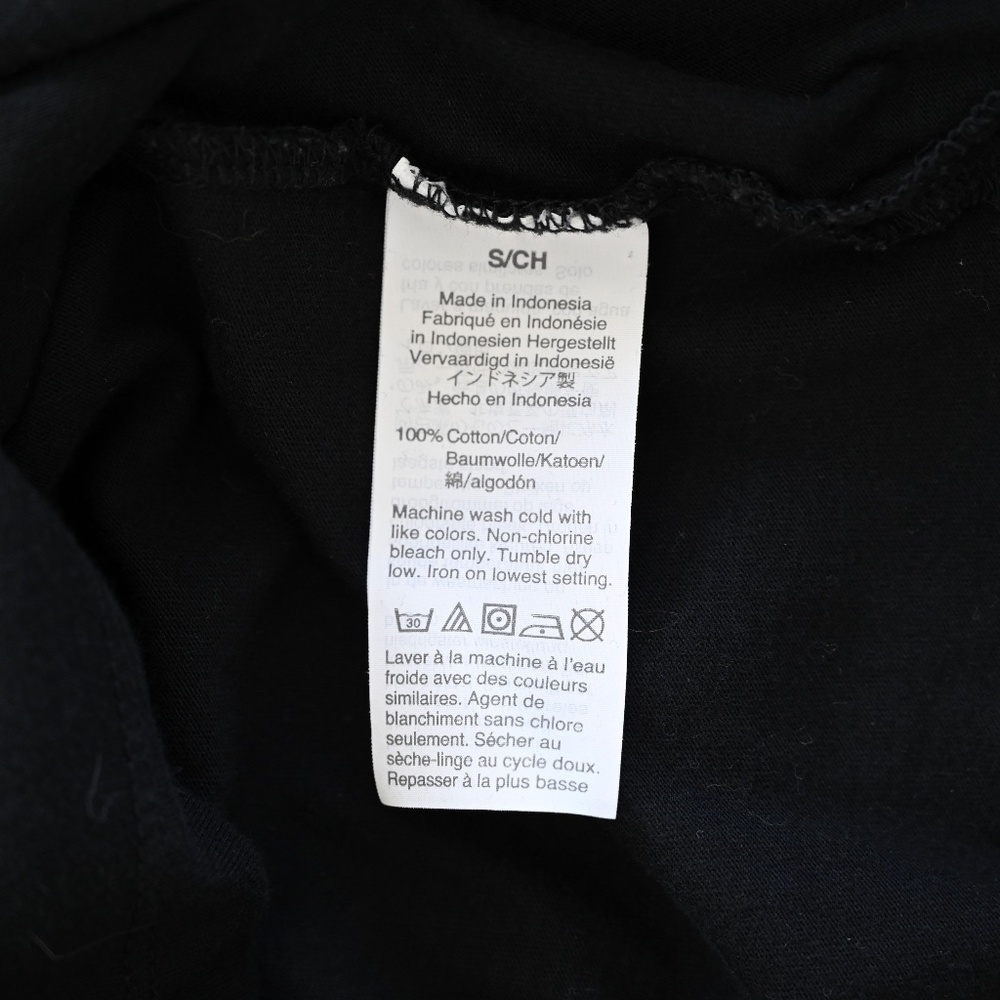 S/CH
Made in Indonesia
Fabriqué en Indonésie
in Indonesien Hergestellt
Vervaardigd in Indonesië
インドネシア製
Hecho en Indonesia
100% Cotton/Coton/
Baumwolle/Katoen/
綿/algodón
Machine wash cold with
like colors. Non-chlorine
bleach only. Tumble dry
low. Iron on lowest setting.
30
Laver à la machine à l'eau
froide avec des couleurs
similaires. Agent de
blanchiment sans chlore
seulement. Sécher au
sèche-linge au cycle doux.
Repasser à la plus basse